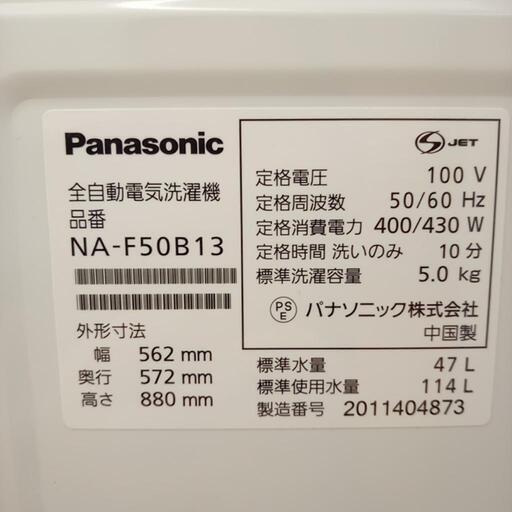 Panasonic
全自動電気洗濯機
品番
NA-F50B13
外形寸法
幅 562 mm
奥行 572 mm
高さ 880 mm
S JET
定格電圧 100 V
定格周波数 50/60 Hz
定格消費電力 400/430 W
定格時間 洗いのみ 10 分
標準洗濯容量 5.0 kg
PS E パナソニック株式会社
中国製
標準水量 47 L
標準使用水量 114 L
製造番号 2011404873